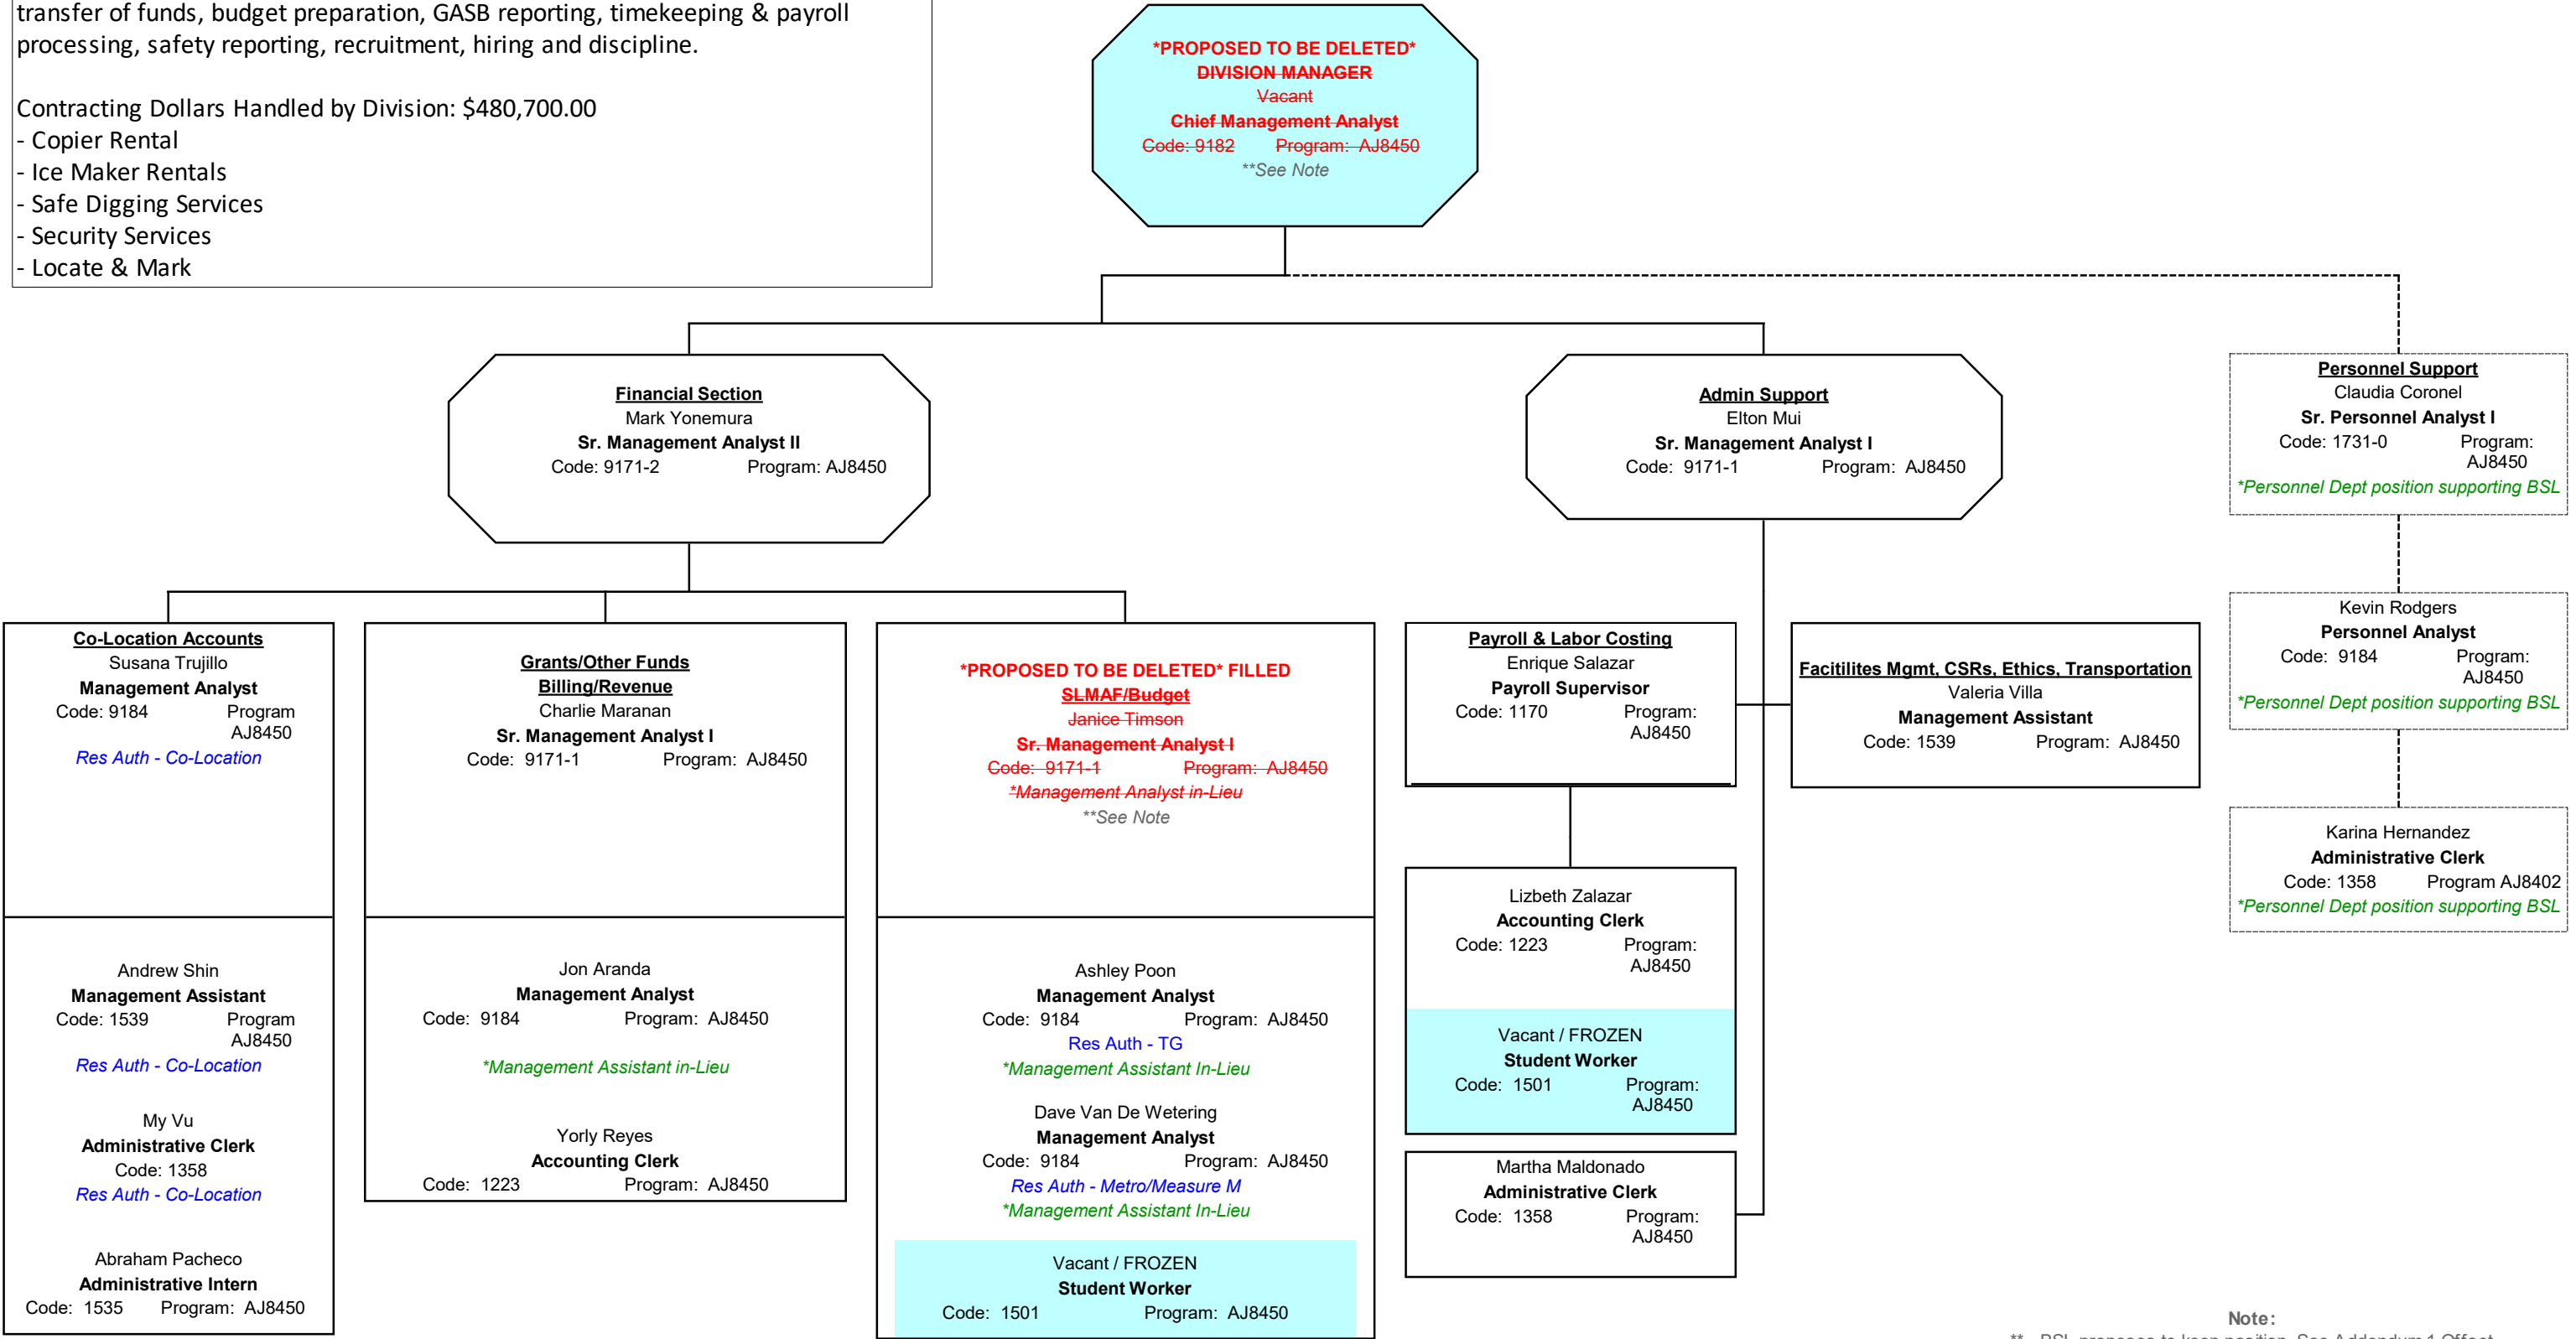 transfer of funds, budget preparation, GASB reporting, timekeeping & payroll
processing, safety reporting, recruitment, hiring and discipline.
Contracting Dollars Handled by Division: $480,700.00
- Copier Rental
- Ice Maker Rentals
- Safe Digging Services
- Security Services
- Locate & Mark
*PROPOSED TO BE DELETED*
DIVISION MANAGER
Vacant
Chief Management Analyst
Code: 9182 Program: AJ8450
**See Note
Financial Section
Mark Yonemura
Sr. Management Analyst II
Code: 9171-2 Program: AJ8450
Admin Support
Elton Mui
Sr. Management Analyst I
Code: 9171-1 Program: AJ8450
Personnel Support
Claudia Coronel
Sr. Personnel Analyst I
Code: 1731-0 Program:
AJ8450
*Personnel Dept position supporting BSL
Co-Location Accounts
Susana Trujillo
Management Analyst
Code: 9184 Program
AJ8450
Res Auth - Co-Location
Andrew Shin
Management Assistant
Code: 1539 Program
AJ8450
Res Auth - Co-Location
My Vu
Administrative Clerk
Code: 1358
Res Auth - Co-Location
Abraham Pacheco
Administrative Intern
Code: 1535 Program: AJ8450
Grants/Other Funds
Billing/Revenue
Charlie Maranan
Sr. Management Analyst I
Code: 9171-1 Program: AJ8450
Jon Aranda
Management Analyst
Code: 9184 Program: AJ8450
*Management Assistant in-Lieu
Yorly Reyes
Accounting Clerk
Code: 1223 Program: AJ8450
*PROPOSED TO BE DELETED* FILLED
SLMAF/Budget
Janice Timson
Sr. Management Analyst I
Code: 9171-1 Program: AJ8450
*Management Analyst in-Lieu
**See Note
Ashley Poon
Management Analyst
Code: 9184 Program: AJ8450
Res Auth - TG
*Management Assistant In-Lieu
Dave Van De Wetering
Management Analyst
Code: 9184 Program: AJ8450
Res Auth - Metro/Measure M
*Management Assistant In-Lieu
Vacant / FROZEN
Student Worker
Code: 1501 Program: AJ8450
Payroll & Labor Costing
Enrique Salazar
Payroll Supervisor
Code: 1170 Program:
AJ8450
Lizbeth Zalazar
Accounting Clerk
Code: 1223 Program:
AJ8450
Vacant / FROZEN
Student Worker
Code: 1501 Program:
AJ8450
Martha Maldonado
Administrative Clerk
Code: 1358 Program:
AJ8450
Facitilites Mgmt, CSRs, Ethics, Transportation
Valeria Villa
Management Assistant
Code: 1539 Program: AJ8450
Kevin Rodgers
Personnel Analyst
Code: 9184 Program:
AJ8450
*Personnel Dept position supporting BSL
Karina Hernandez
Administrative Clerk
Code: 1358 Program AJ8402
*Personnel Dept position supporting BSL
Note:
** - BSL proposes to keep position. See Addendum 1 Offset